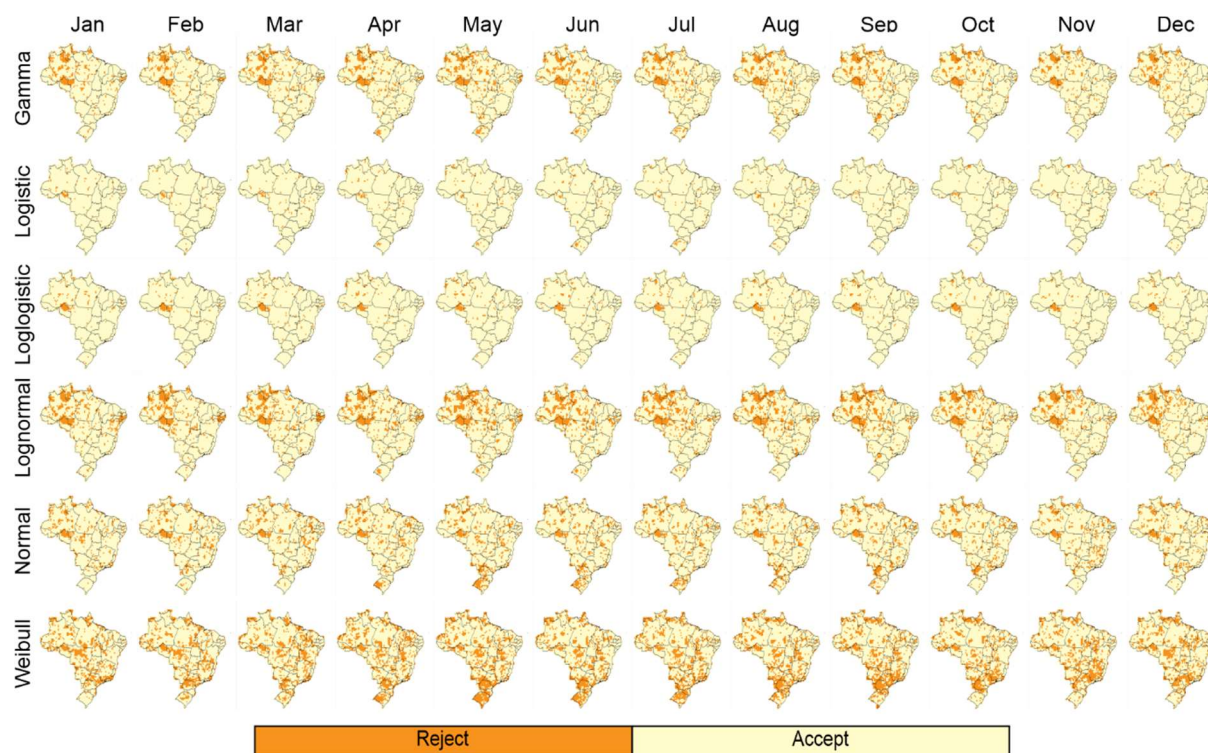 Jan Feb Mar Apr May Jun Jul Aug Sep Oct Nov Dec
Gamma
Logistic
Loglogistic
Lognormal
Normal
Weibull
Reject Accept